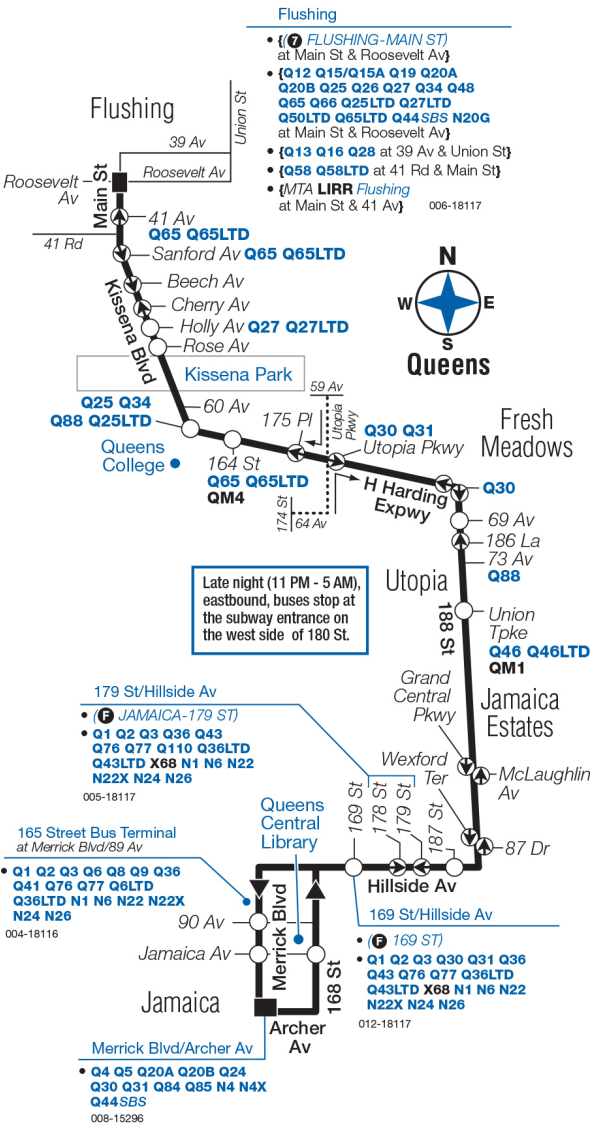 Flushing
• {(7 FLUSHING-MAIN ST)
at Main St & Roosevelt Av}
• {Q12 Q15/Q15A Q19 Q20A
Q20B Q25 Q26 Q27 Q34 Q48
Q65 Q66 Q25LTD Q27LTD
Q50LTD Q65LTD Q44SBS N20G
at Main St & Roosevelt Av}
• {Q13 Q16 Q28 at 39 Av & Union St}
• {Q58 Q58LTD at 41 Rd & Main St}
• {MTA LIRR Flushing
at Main St & 41 Av}
006-18117
Flushing
Union St
39 Av
Roosevelt Av
Roosevelt
Av
Main St
41 Av
Q65 Q65LTD
41 Rd
Sanford Av Q65 Q65LTD
Beech Av
Cherry Av
Kissena Blvd
Holly Av Q27 Q27LTD
Rose Av
N
W
E
S
Queens
Kissena Park
59 Av
Q25 Q34
Q88 Q25LTD
60 Av
175 Pl
Utopia
Pkwy
Q30 Q31
Utopia Pkwy
Fresh
Meadows
Queens
College
164 St
Q65 Q65LTD
QM4
H Harding
Expwy
Q30
174 St
64 Av
69 Av
186 La
73 Av
Q88
Late night (11 PM - 5 AM),
eastbound, buses stop at
the subway entrance on
the west side of 180 St.
Utopia
188 St
Union
Tpke
Q46 Q46LTD
QM1
Grand
Central
Pkwy
Jamaica
Estates
179 St/Hillside Av
• (F JAMAICA-179 ST)
• Q1 Q2 Q3 Q36 Q43
Q76 Q77 Q110 Q36LTD
Q43LTD X68 N1 N6 N22
N22X N24 N26
005-18117
Wexford
Ter
McLaughlin
Av
169 St
178 St
179 St
187 St
87 Dr
Queens
Central
Library
165 Street Bus Terminal
at Merrick Blvd/89 Av
• Q1 Q2 Q3 Q6 Q8 Q9 Q36
Q41 Q76 Q77 Q6LTD
Q36LTD N1 N6 N22 N22X
N24 N26
004-18116
Hillside Av
90 Av
Merrick Blvd
Jamaica Av
168 St
169 St/Hillside Av
• (F 169 ST)
• Q1 Q2 Q3 Q30 Q31 Q36
Q43 Q76 Q77 Q36LTD
Q43LTD X68 N1 N6 N22
N22X N24 N26
012-18117
Jamaica
Archer
Av
Merrick Blvd/Archer Av
• Q4 Q5 Q20A Q20B Q24
Q30 Q31 Q84 Q85 N4 N4X
Q44SBS
008-15296